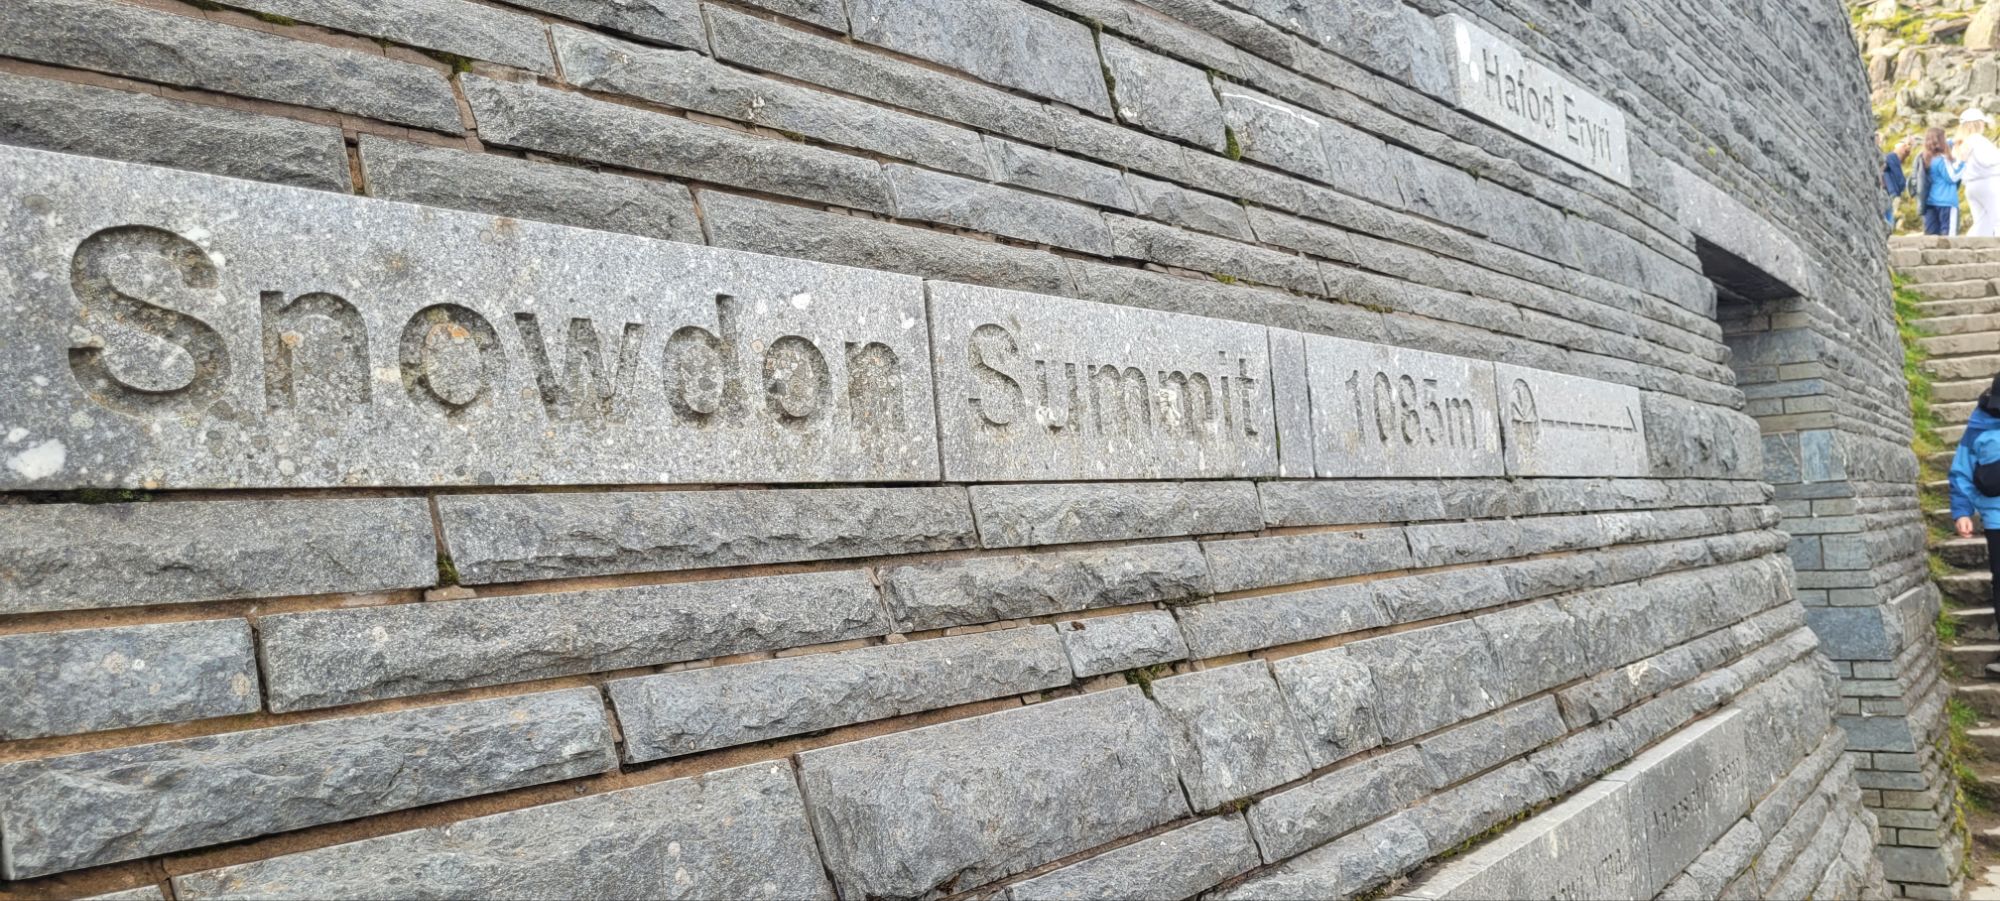 Hafod Eryri
Snowdon Summit 1085m